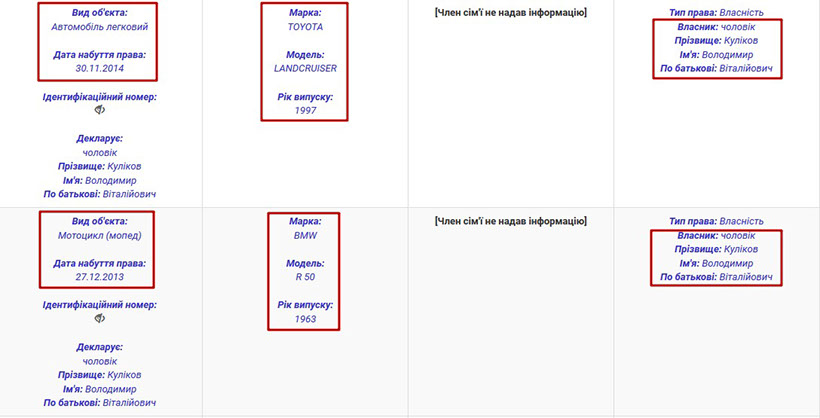 Вид об'єкта:
Автомобіль легковий
Дата набуття права:
30.11.2014
Ідентифікаційний номер:
Декларує:
чоловік
Прізвище: Куліков
Ім'я: Володимир
По батькові: Віталійович
Марка:
TOYOTA
Модель:
LANDCRUISER
Рік випуску:
1997
[Член сім'ї не надав інформацію]
Тип права: Власність
Власник: чоловік
Прізвище: Куліков
Ім'я: Володимир
По батькові: Віталійович
Вид об'єкта:
Мотоцикл (мопед)
Дата набуття права:
27.12.2013
Ідентифікаційний номер:
Декларує:
чоловік
Прізвище: Куліков
Ім'я: Володимир
По батькові: Віталійович
Марка:
BMW
Модель:
R 50
Рік випуску:
1963
[Член сім'ї не надав інформацію]
Тип права: Власність
Власник: чоловік
Прізвище: Куліков
Ім'я: Володимир
По батькові: Віталійович